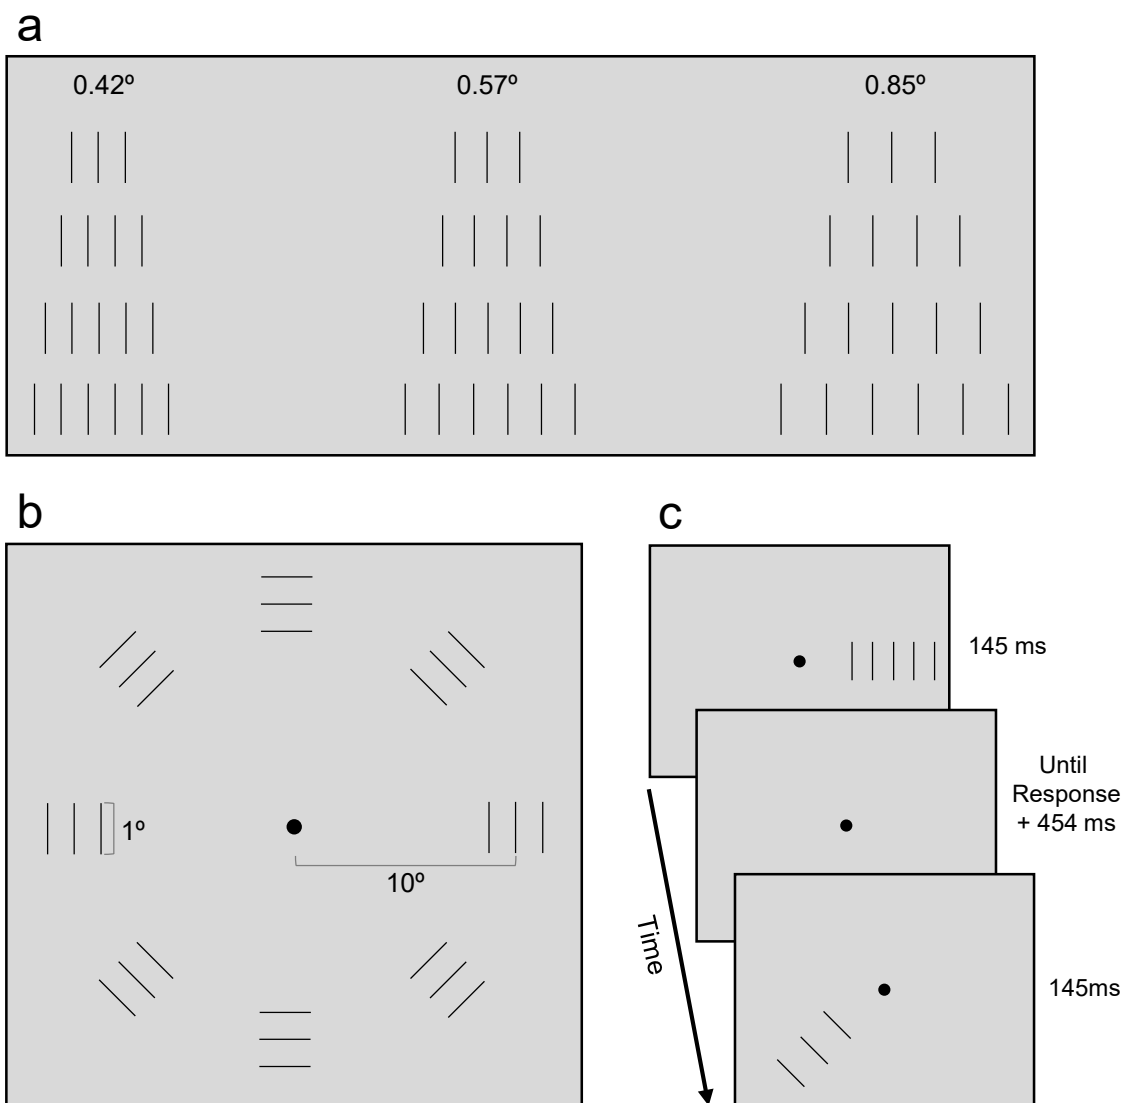 a
0.42º
0.57º
0.85º
b
1º
10º
c
145 ms
Until
Response
+ 454 ms
Time
145ms